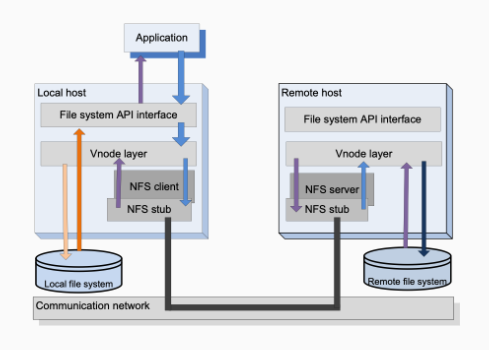 Application
Local host
File system API interface
Vnode layer
NFS client
NFS stub
Local file system
Remote host
File system API interface
Vnode layer
NFS server
NFS stub
Remote file system
Communication network